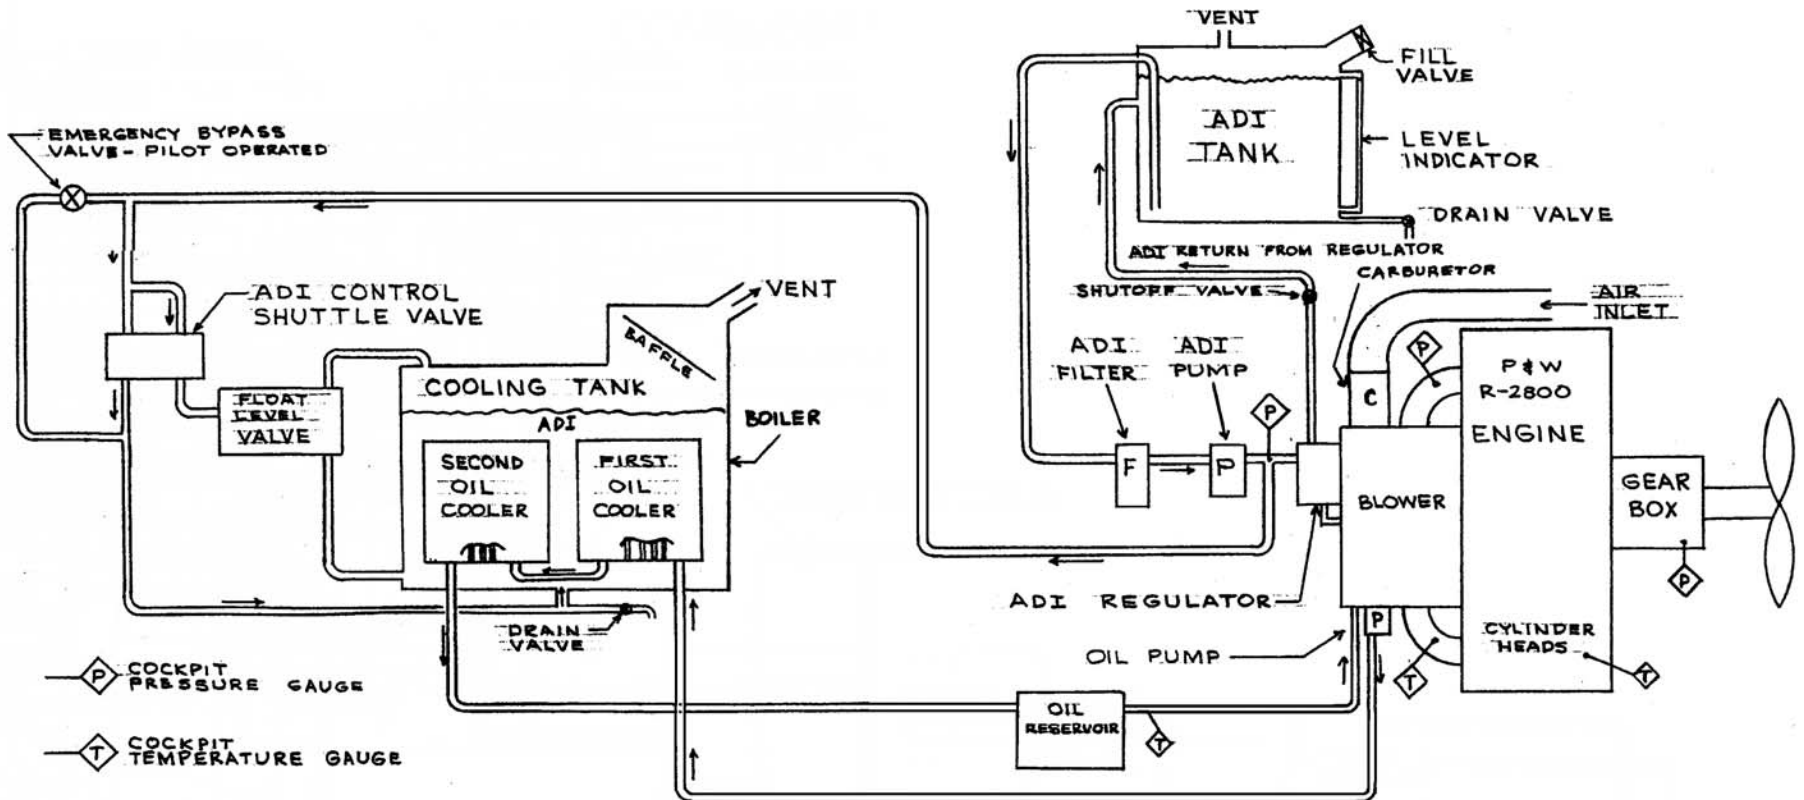 VENT
FILL
VALVE
ADI
TANK
LEVEL
INDICATOR
DRAIN VALVE
EMERGENCY BYPASS
VALVE - PILOT OPERATED
X
ADI RETURN FROM REGULATOR
CARBURETOR
SHUTOFF VALVE
AIR
INLET
ADI CONTROL
SHUTTLE VALVE
VENT
BAFFLE
COOLING TANK
ADI
BOILER
FLOAT
LEVEL
VALVE
SECOND
OIL
COOLER
FIRST
OIL
COOLER
ADI
FILTER
ADI
PUMP
F
P
P
P
C
P & W
R-2800
ENGINE
BLOWER
GEAR
BOX
P
ADI REGULATOR
P
OIL PUMP
T
CYLINDER
HEADS
T
DRAIN
VALVE
OIL
RESERVOIR
T
P
COCKPIT
PRESSURE GAUGE
T
COCKPIT
TEMPERATURE GAUGE